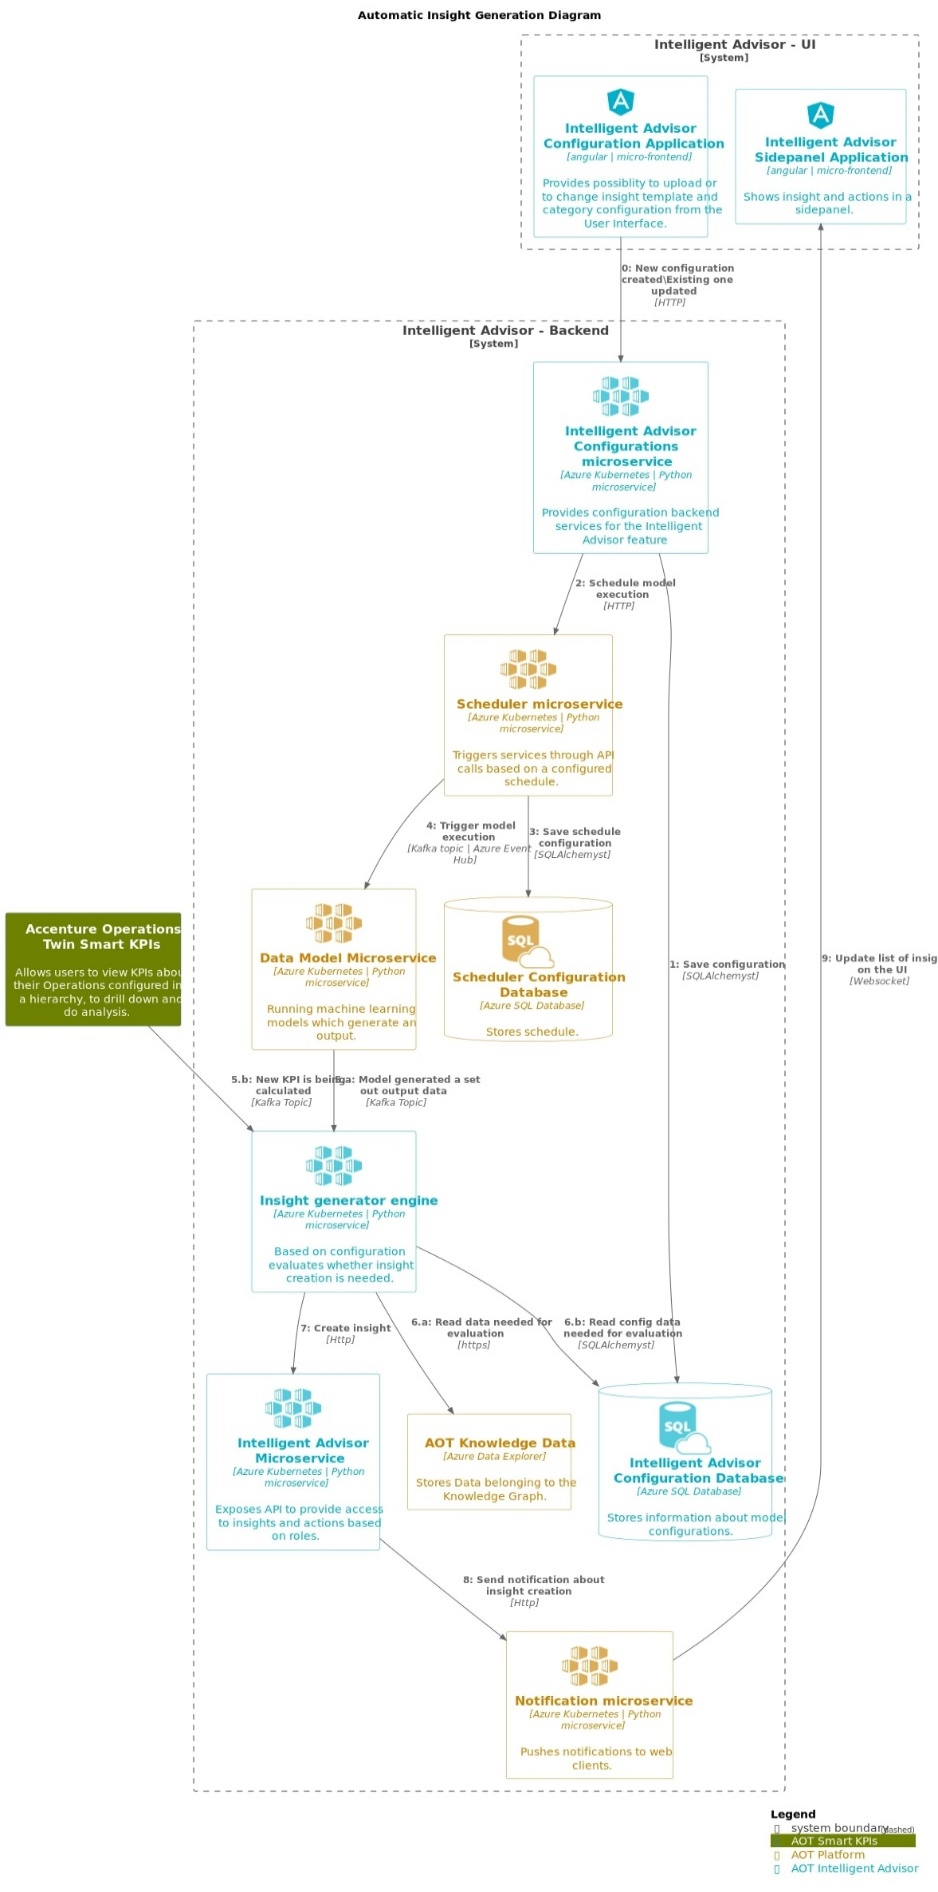 Automatic Insight Generation Diagram
Intelligent Advisor - UI
[System]
Intelligent Advisor
Configuration Application
[angular | micro-frontend]
Provides possiblity to upload or
to change insight template and
category configuration from the
User Interface.
Intelligent Advisor
Sidepanel Application
[angular | micro-frontend]
Shows insight and actions in a
sidepanel.
0: New configuration
created\Existing one
updated
[HTTP]
Intelligent Advisor - Backend
[System]
Intelligent Advisor
Configurations
microservice
[Azure Kubernetes | Python
microservice]
Provides configuration backend
services for the Intelligent
Advisor feature
2: Schedule model
execution
[HTTP]
Scheduler microservice
[Azure Kubernetes | Python
microservice]
Triggers services through API
calls based on a configured
schedule.
4: Trigger model
execution
[Kafka topic | Azure Event
Hub]
3: Save schedule
configuration
[SQLAlchemyst]
Data Model Microservice
[Azure Kubernetes | Python
microservice]
Running machine learning
models which generate an
output.
SQL
Scheduler Configuration
Database
[Azure SQL Database]
Stores schedule.
Accenture Operations
Twin Smart KPIs
Allows users to view KPIs about
their Operations configured in
a hierarchy, to drill down and
do analysis.
1: Save configuration
[SQLAlchemyst]
9: Update list of insig
on the UI
[Websocket]
5.b: New KPI is being
calculated
[Kafka Topic]
5.a: Model generated a set
out output data
[Kafka Topic]
Insight generator engine
[Azure Kubernetes | Python
microservice]
Based on configuration
evaluates whether insight
creation is needed.
7: Create insight
[Http]
6.a: Read data needed for
evaluation
[https]
6.b: Read config data
needed for evaluation
[SQLAlchemyst]
Intelligent Advisor
Microservice
[Azure Kubernetes | Python
microservice]
Exposes API to provide access
to insights and actions based
on roles.
AOT Knowledge Data
[Azure Data Explorer]
Stores Data belonging to the
Knowledge Graph.
SQL
Intelligent Advisor
Configuration Database
[Azure SQL Database]
Stores information about model
configurations.
8: Send notification about
insight creation
[Http]
Notification microservice
[Azure Kubernetes | Python
microservice]
Pushes notifications to web
clients.
Legend
system boundary (dashed)
AOT Smart KPIs
AOT Platform
AOT Intelligent Advisor